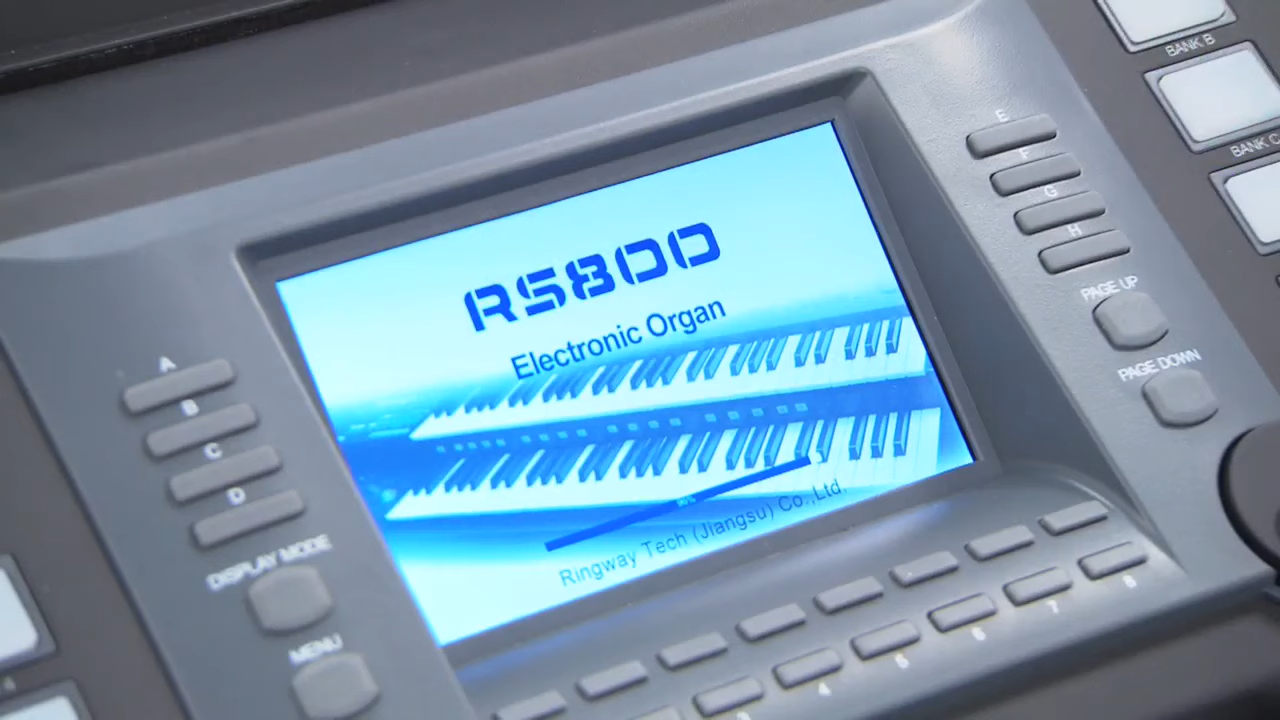 RS800
Electronic Organ
Ringway Tech (Jiangsu) Co.,Ltd.
A
B
C
D
DISPLAY MODE
MENU
E
F
G
H
PAGE UP
PAGE DOWN
BANK B
BANK C
4
5
6
7
8